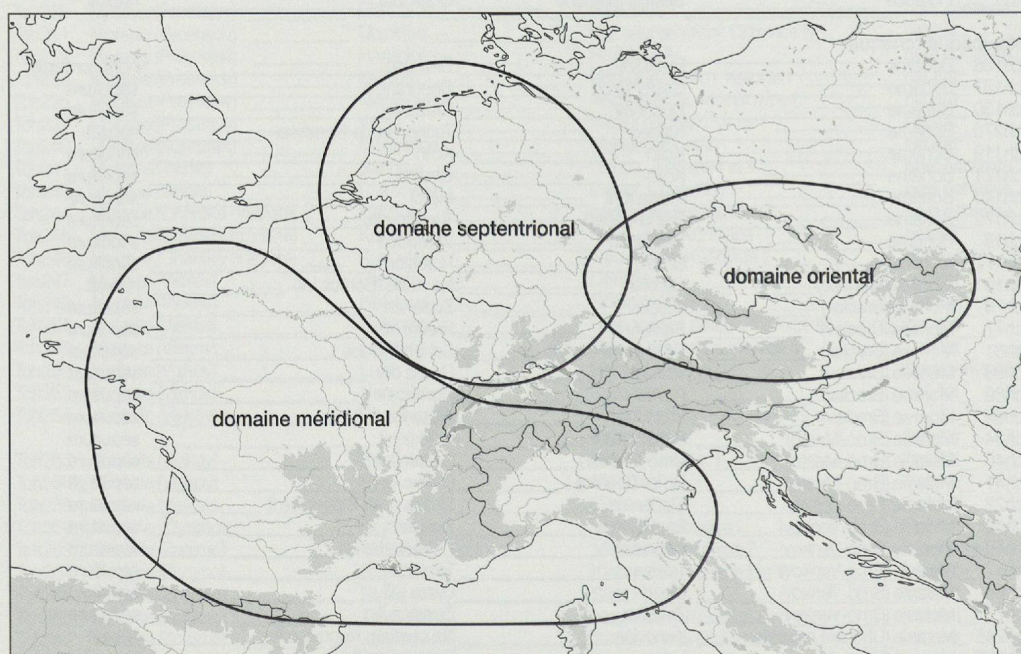 domaine septentrional
domaine oriental
domaine méridional